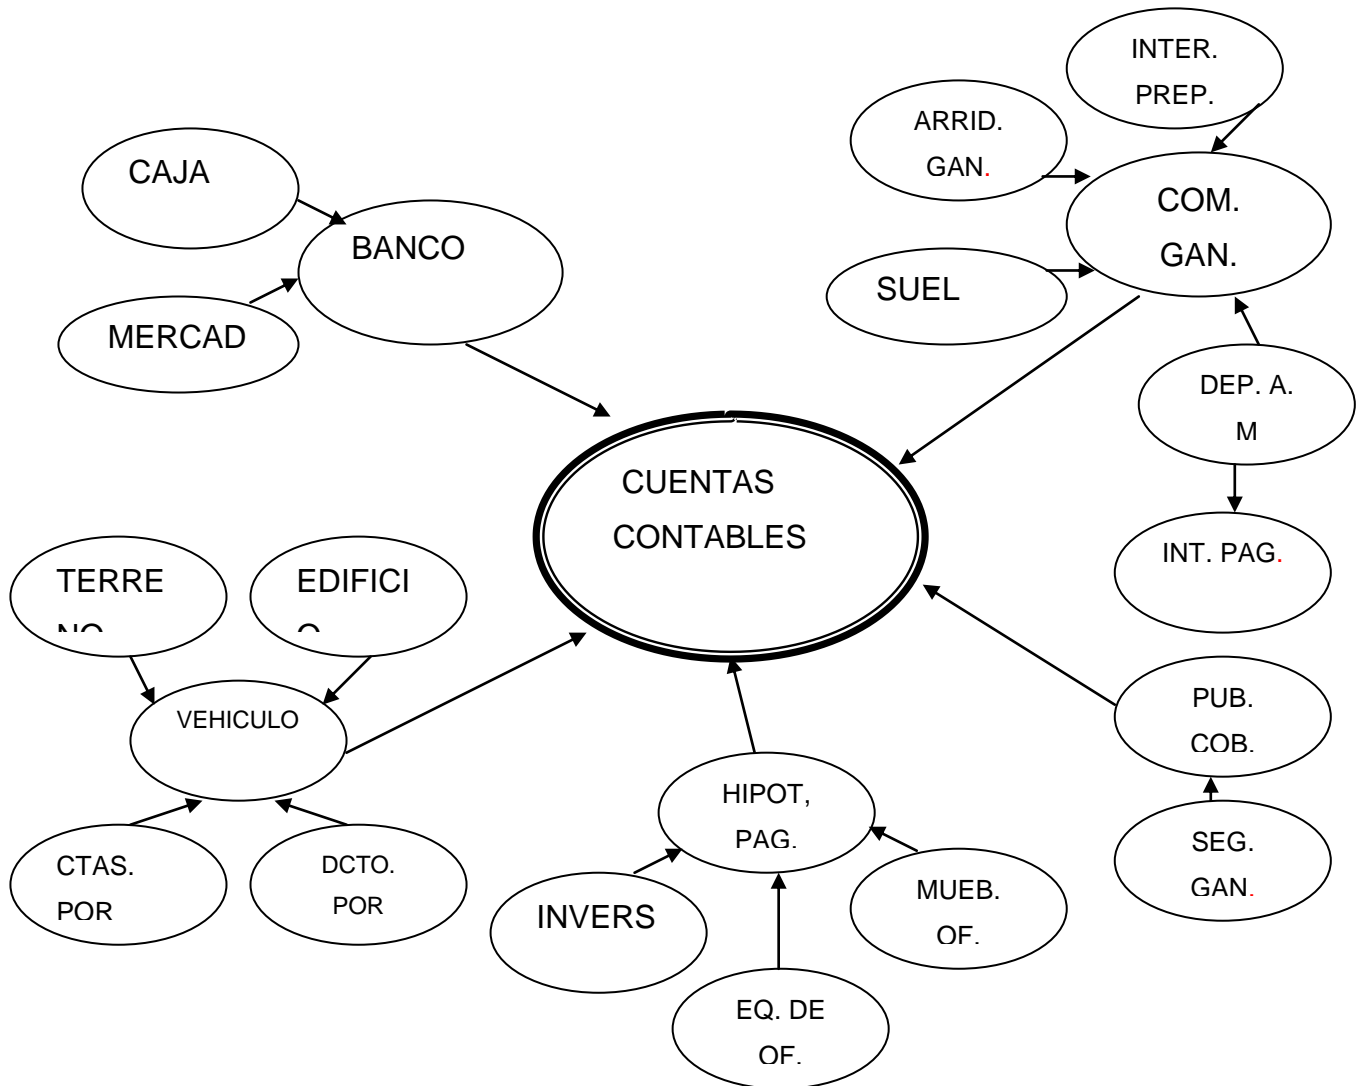 INTER.
PREP.
ARRID.
GAN.
CAJA
COM.
GAN.
BANCO
SUEL
MERCAD
DEP. A.
M
CUENTAS
CONTABLES
INT. PAG.
TERRE
NO
EDIFICI
O
VEHICULO
PUB.
COB.
HIPOT,
PAG.
CTAS.
POR
DCTO.
POR
SEG.
GAN.
INVERS
MUEB.
OF.
EQ. DE
OF.